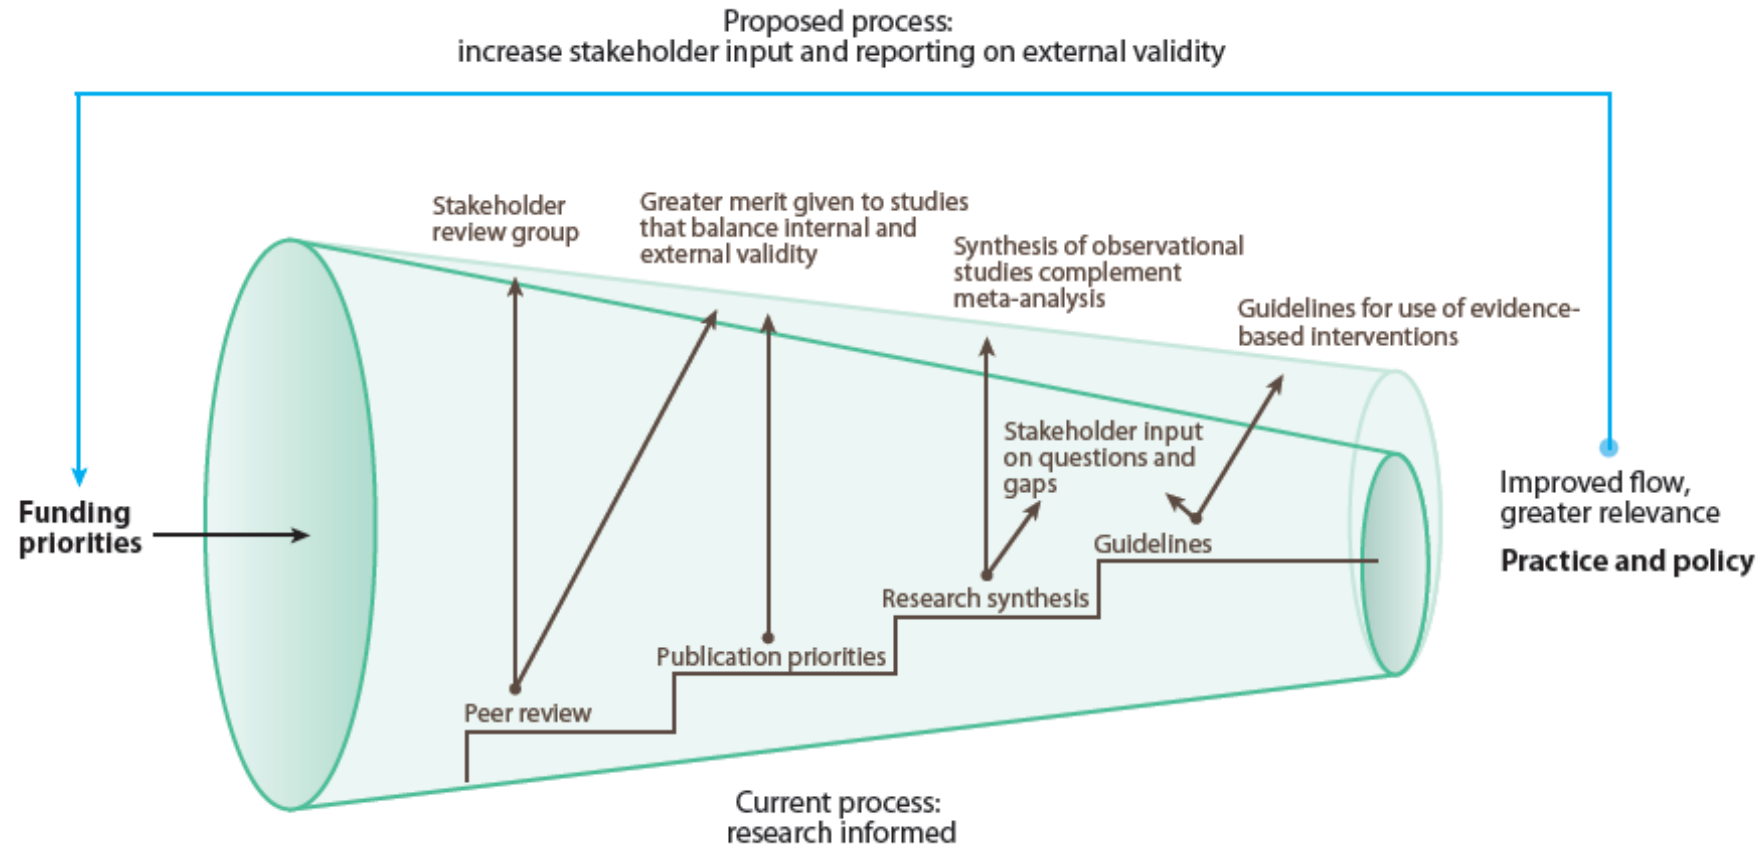 Proposed process:
increase stakeholder input and reporting on external validity
Stakeholder
review group
Greater merit given to studies
that balance internal and
external validity
Synthesis of observational
studies complement
meta-analysis
Guidelines for use of evidence-
based interventions
Stakeholder input
on questions and
gaps
Funding
priorities
Improved flow,
greater relevance
Practice and policy
Guidelines
Research synthesis
Publication priorities
Peer review
Current process:
research informed